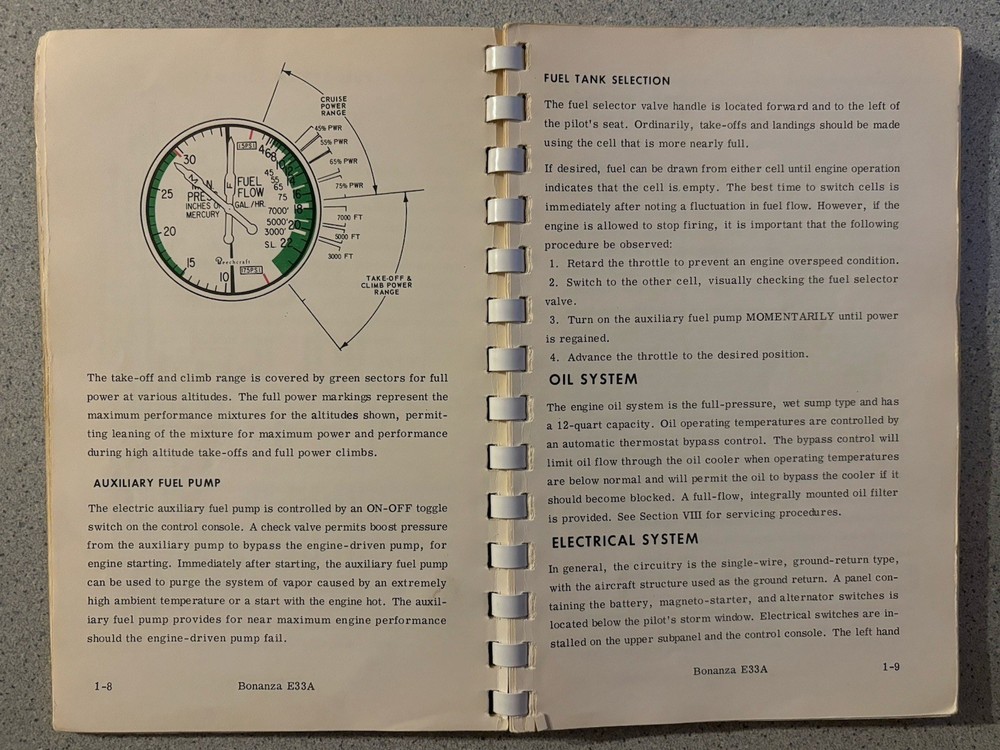 CRUISE
POWER
RANGE
45% PWR
55% PWR
65% PWR
75% PWR
7000 FT
5000 FT
3000 FT
TAKE-OFF &
CLIMB POWER
RANGE
30
25
20
15
10
INCHES
MERCURY
FUEL
FLOW
GAL./HR.
45
55
65
75
7000'
5000'
3000'
SL.
18
20
22
Beechcraft
The take-off and climb range is covered by green sectors for full
power at various altitudes. The full power markings represent the
maximum performance mixtures for the altitudes shown, permit-
ting leaning of the mixture for maximum power and performance
during high altitude take-offs and full power climbs.
AUXILIARY FUEL PUMP
The electric auxiliary fuel pump is controlled by an ON-OFF toggle
switch on the control console. A check valve permits boost pressure
from the auxiliary pump to bypass the engine-driven pump, for
engine starting. Immediately after starting, the auxiliary fuel pump
can be used to purge the system of vapor caused by an extremely
high ambient temperature or a start with the engine hot. The auxil-
iary fuel pump provides for near maximum engine performance
should the engine-driven pump fail.
1-8
Bonanza E33A
FUEL TANK SELECTION
The fuel selector valve handle is located forward and to the left of
the pilot's seat. Ordinarily, take-offs and landings should be made
using the cell that is more nearly full.
If desired, fuel can be drawn from either cell until engine operation
indicates that the cell is empty. The best time to switch cells is
immediately after noting a fluctuation in fuel flow. However, if the
engine is allowed to stop firing, it is important that the following
procedure be observed:
1. Retard the throttle to prevent an engine overspeed condition.
2. Switch to the other cell, visually checking the fuel selector
valve.
3. Turn on the auxiliary fuel pump MOMENTARILY until power
is regained.
4. Advance the throttle to the desired position.
OIL SYSTEM
The engine oil system is the full-pressure, wet sump type and has
a 12-quart capacity. Oil operating temperatures are controlled by
an automatic thermostat bypass control. The bypass control will
limit oil flow through the oil cooler when operating temperatures
are below normal and will permit the oil to bypass the cooler if it
should become blocked. A full-flow, integrally mounted oil filter
is provided. See Section VIII for servicing procedures.
ELECTRICAL SYSTEM
In general, the circuitry is the single-wire, ground-return type,
with the aircraft structure used as the ground return. A panel con-
taining the battery, magneto-starter, and alternator switches is
located below the pilot's storm window. Electrical switches are in-
stalled on the upper subpanel and the control console. The left hand
Bonanza E33A
1-9